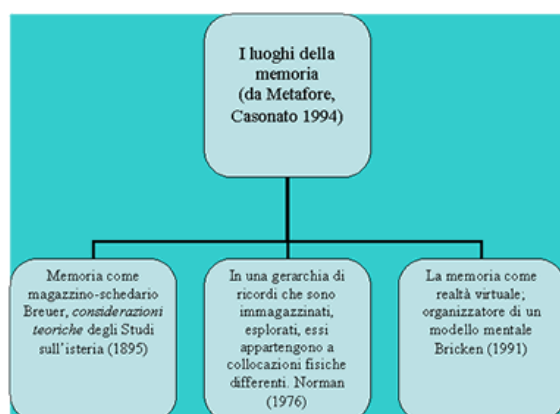 I luoghi della
memoria
(da Metafore,
Casonato 1994)
Memoria come
magazzino-schedario
Breuer, considerazioni
teoriche degli Studi
sull'isteria (1895)
In una gerarchia di
ricordi che sono
immagazzinati,
esplorati, essi
appartengono a
collocazioni fisiche
differenti. Norman
(1976)
La memoria come
realtà virtuale;
organizzatore di un
modello mentale
Bricken (1991)